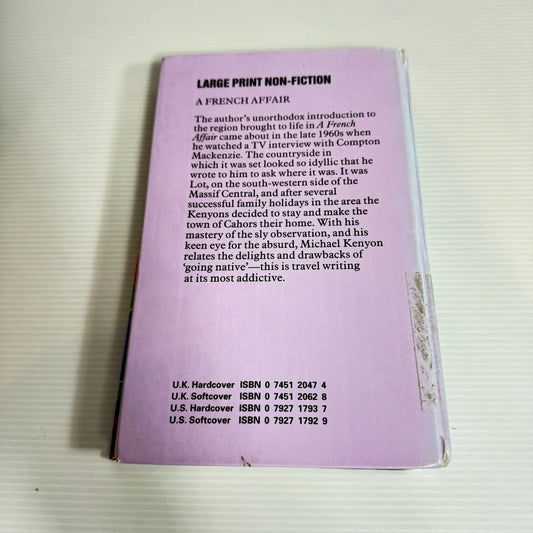 LARGE PRINT NON-FICTION
A FRENCH AFFAIR
The author's unorthodox introduction to
the region brought to life in A French
Affair came about in the late 1960s when
he watched a TV interview with Compton
Mackenzie. The countryside in
which it was set looked so idyllic that he
wrote to him to ask where it was. It was
Lot, on the south-western side of the
Massif Central, and after several
successful family holidays in the area the
Kenyons decided to stay and make the
town of Cahors their home. With his
mastery of the sly observation, and his
keen eye for the absurd, Michael Kenyon
relates the delights and drawbacks of
'going native'—this is travel writing
at its most addictive.
U.K. Hardcover ISBN 0 7451 2047 4
U.K. Softcover ISBN 0 7451 2062 8
U.S. Hardcover ISBN 0 7927 1793 7
U.S. Softcover ISBN 0 7927 1792 9